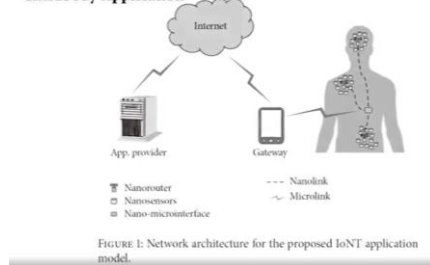 Internet
App. provider
Gateway
Nanorouter
Nanosensors
Nano-microinterface
--- Nanolink
Microlink
FIGURE 1: Network architecture for the proposed IoNT application
model.